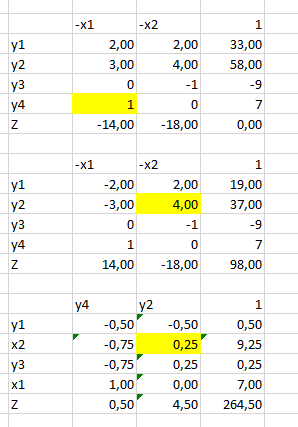 -x1 -x2 1
y1 2,00 2,00 33,00
y2 3,00 4,00 58,00
y3 0 -1 -9
y4 1 0 7
Z -14,00 -18,00 0,00
-x1 -x2 1
y1 -2,00 2,00 19,00
y2 -3,00 4,00 37,00
y3 0 -1 -9
y4 1 0 7
Z 14,00 -18,00 98,00
y4 y2 1
y1 -0,50 -0,50 0,50
x2 -0,75 0,25 9,25
y3 -0,75 0,25 0,25
x1 1,00 0,00 7,00
Z 0,50 4,50 264,50